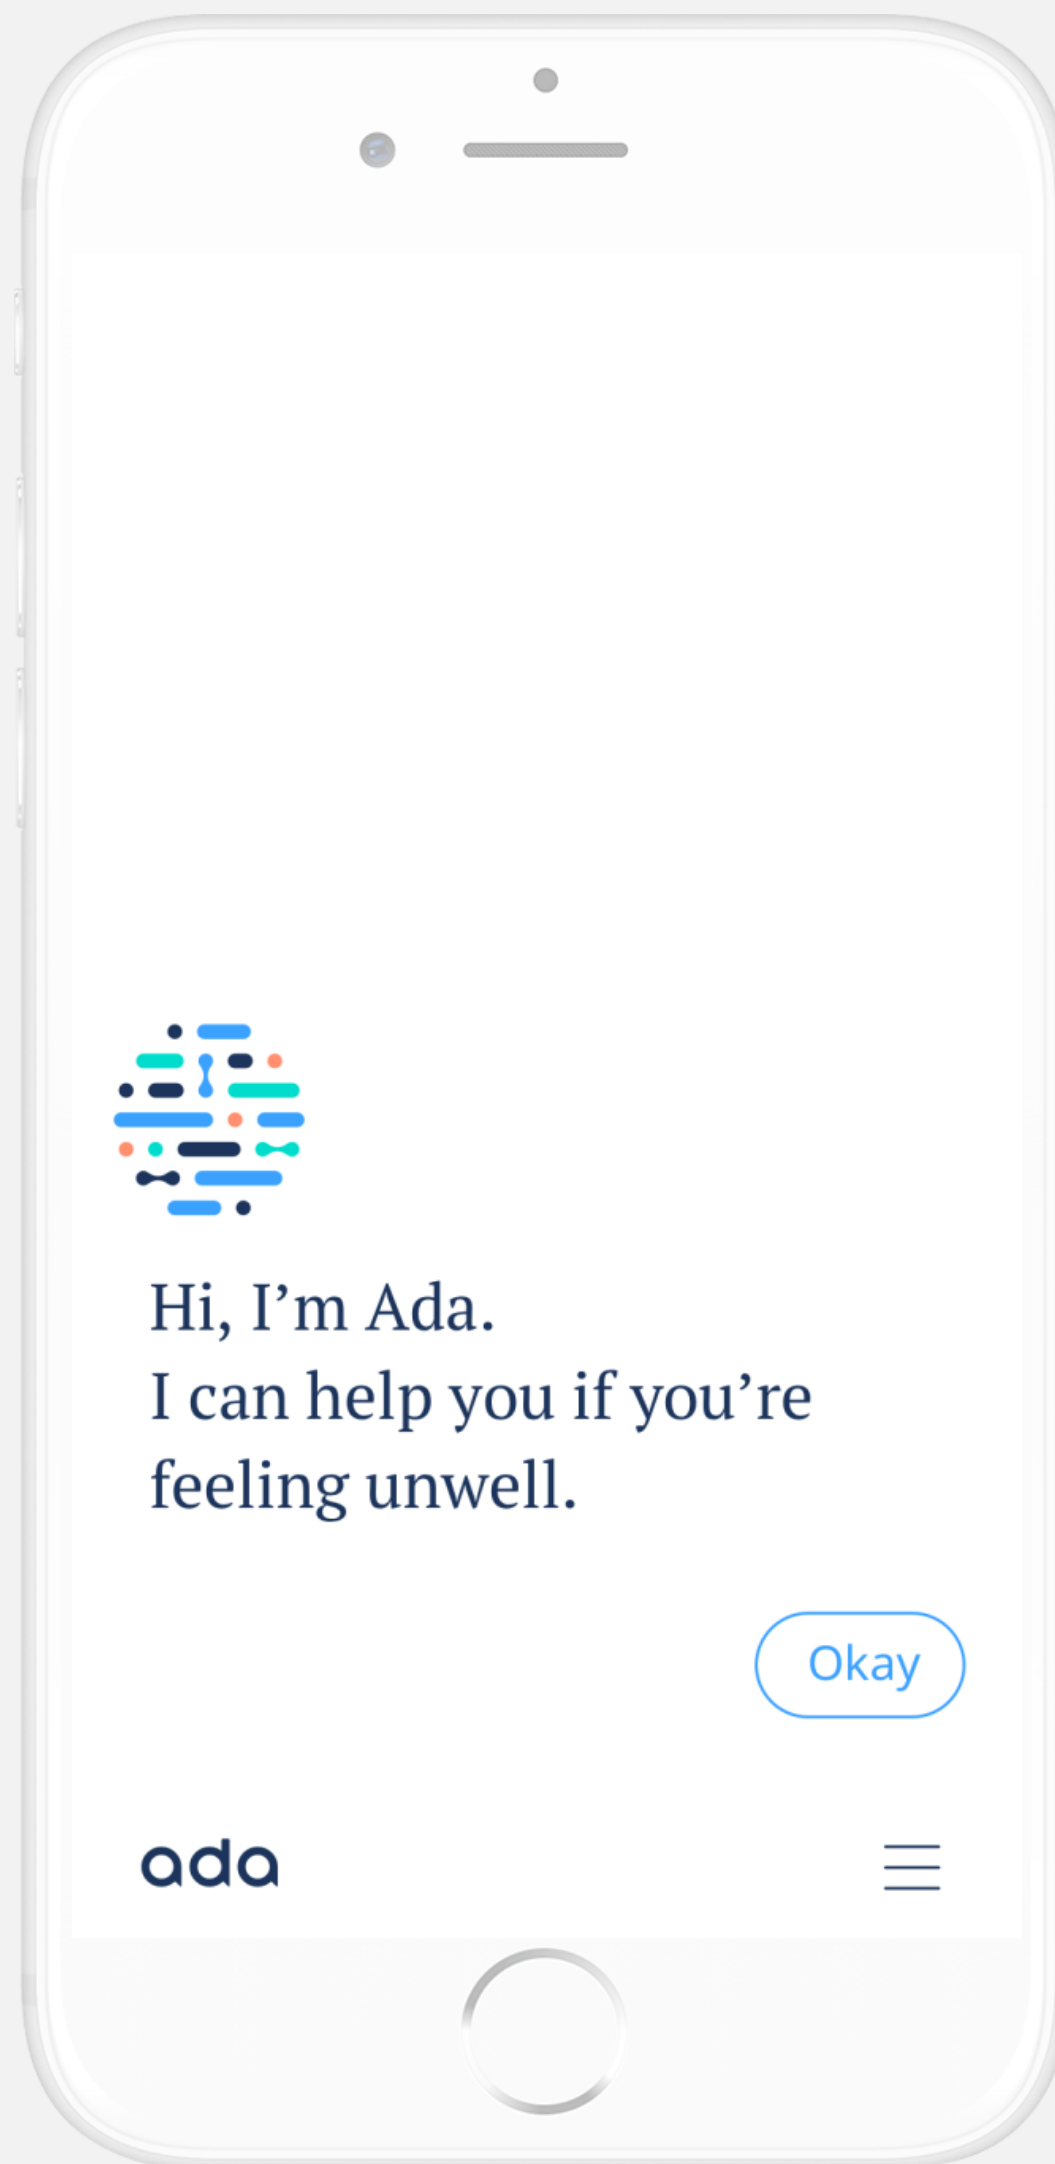 Hi, I’m Ada.
I can help you if you’re
feeling unwell.
Okay
ada